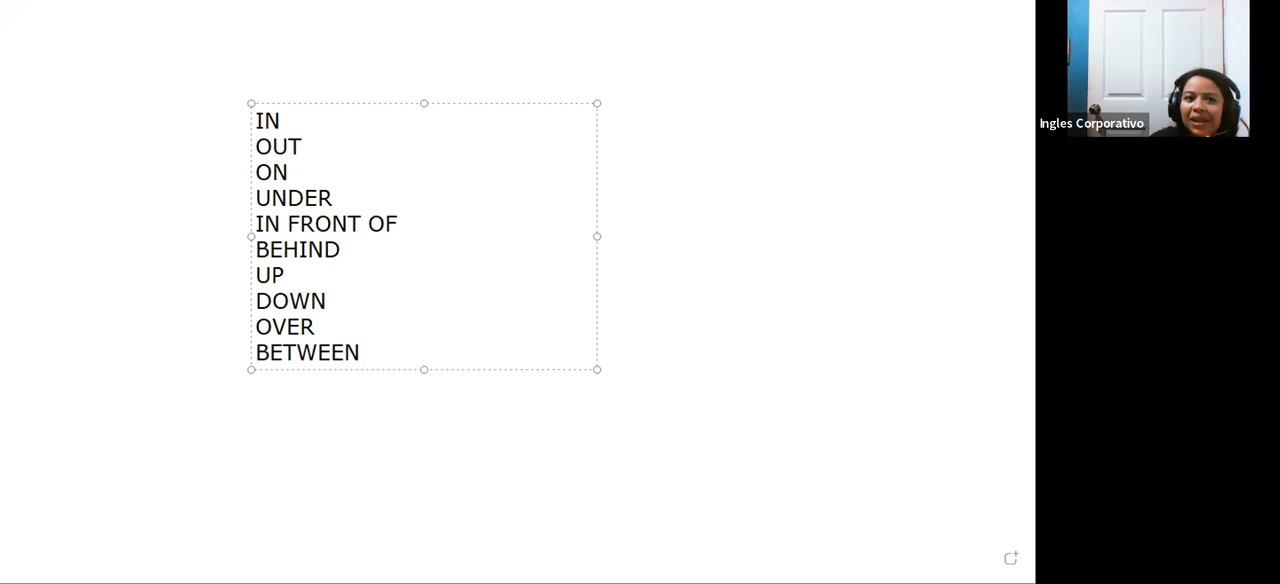 IN
OUT
ON
UNDER
IN FRONT OF
BEHIND
UP
DOWN
OVER
BETWEEN
Ingles Corporativo